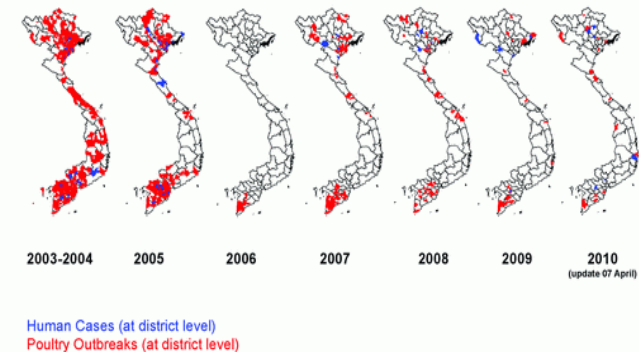 2003-2004
2005
2006
2007
2008
2009
2010
(update 07 April)
Human Cases (at district level)
Poultry Outbreaks (at district level)